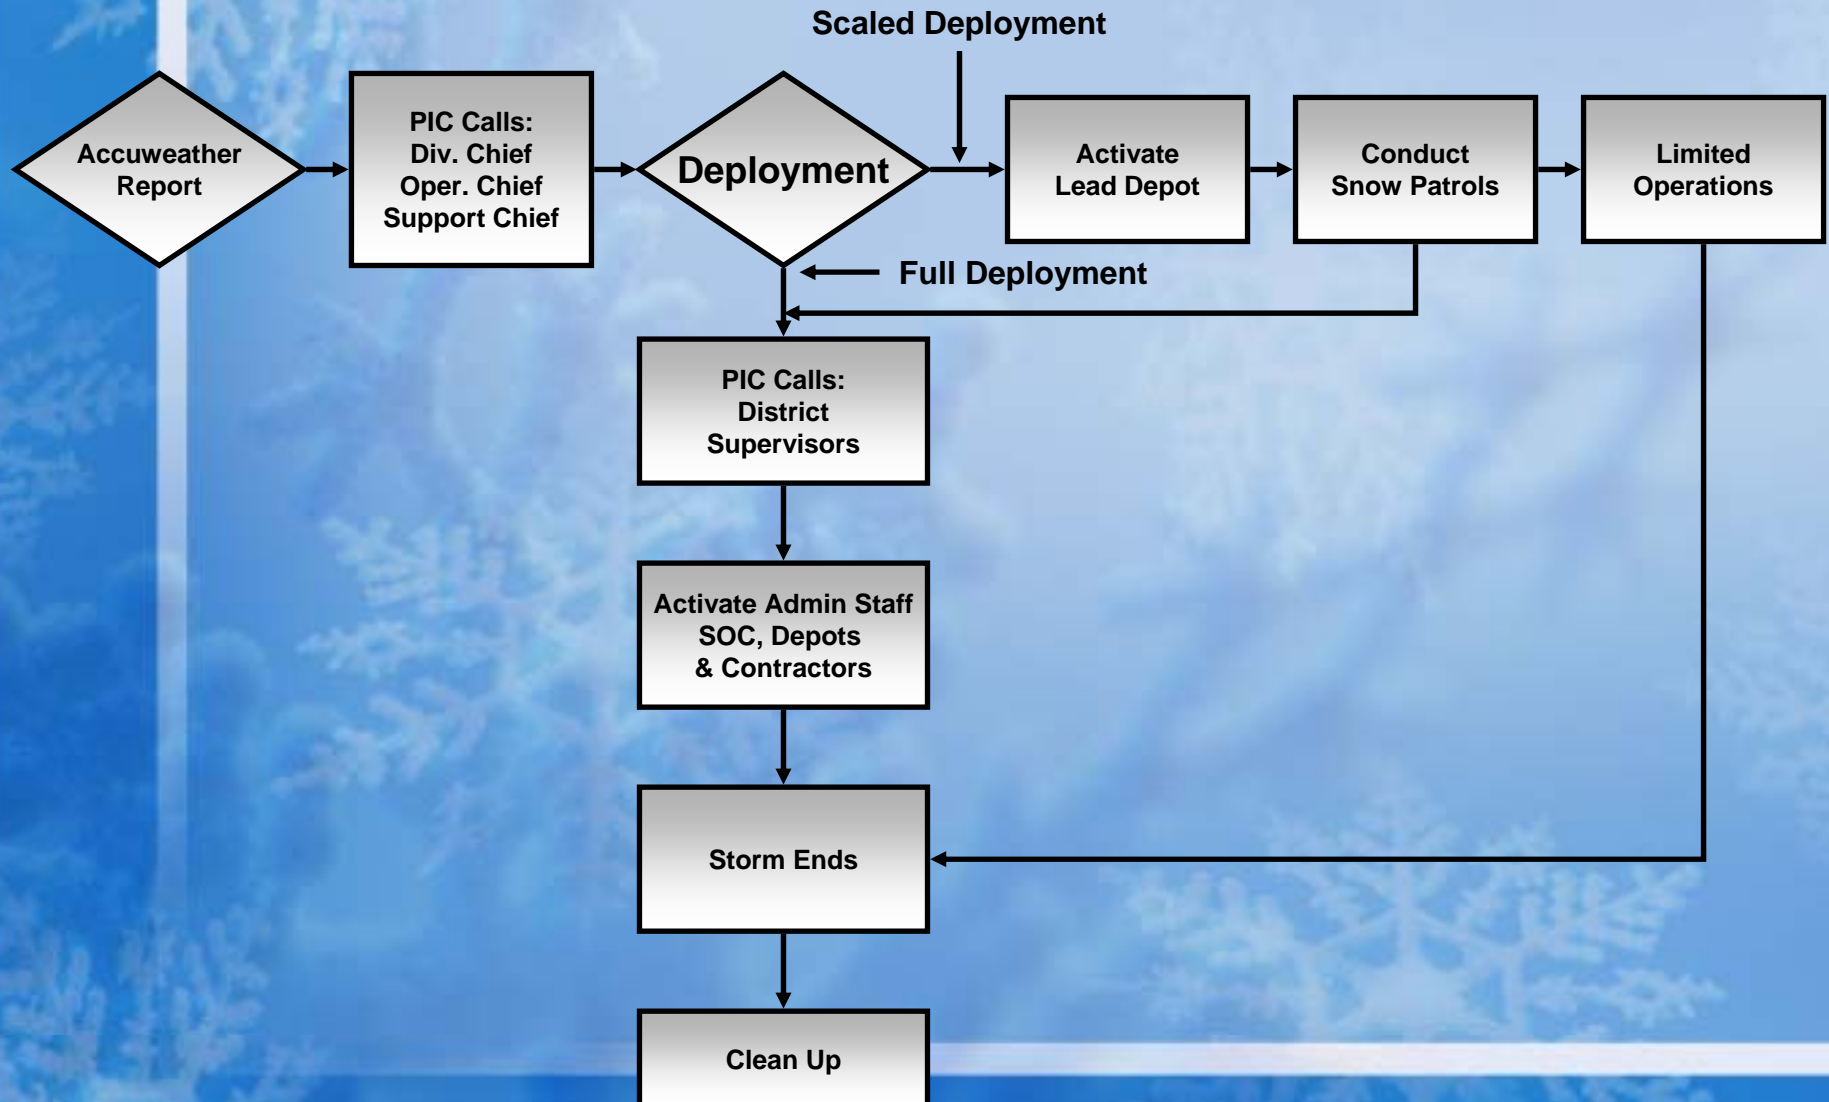 Scaled Deployment
Accuweather
Report
PIC Calls:
Div. Chief
Oper. Chief
Support Chief
Deployment
Activate
Lead Depot
Conduct
Snow Patrols
Limited
Operations
Full Deployment
PIC Calls:
District
Supervisors
Activate Admin Staff
SOC, Depots
& Contractors
Storm Ends
Clean Up